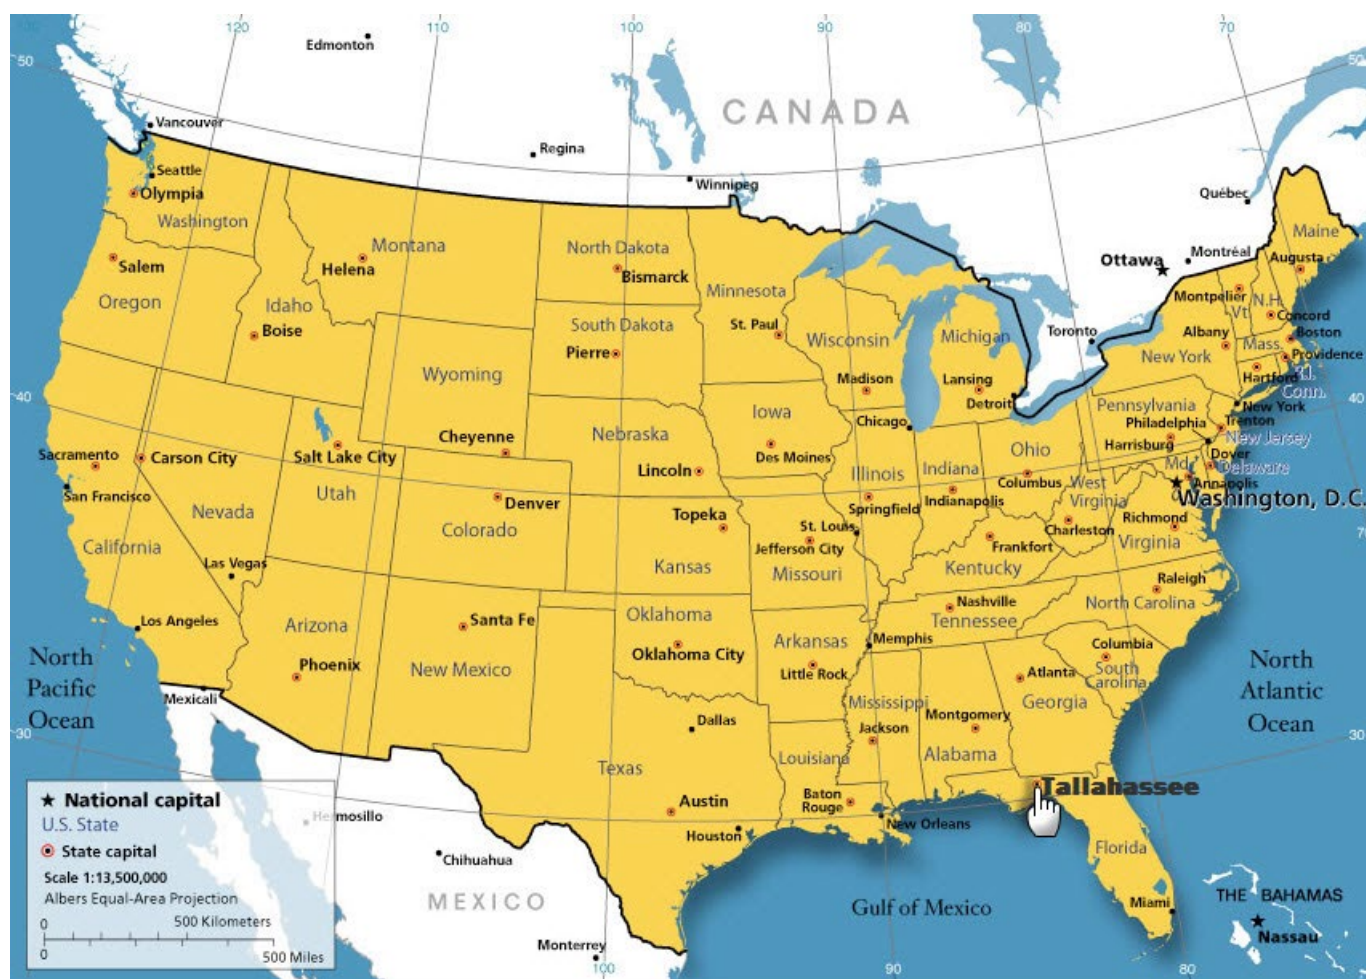 120
110
100
90
80
70
50
50
Edmonton
CANADA
Vancouver
Regina
Winnipeg
Québec
Seattle
Olympia
Washington
Montana
Helena
North Dakota
Bismarck
Minnesota
St. Paul
Ottawa
Montréal
Maine
Augusta
Salem
Oregon
Idaho
Boise
South Dakota
Pierre
Wisconsin
Madison
Michigan
Lansing
Detroit
Toronto
Montpelier
Vt.
N.H.
Concord
Albany
New York
Boston
Mass.
Providence
Hartford
R.I.
Conn.
Wyoming
Cheyenne
Nebraska
Lincoln
Iowa
Des Moines
Chicago
Illinois
Springfield
Indiana
Indianapolis
Ohio
Columbus
Pennsylvania
Philadelphia
Harrisburg
New York
Trenton
New Jersey
Dover
Delaware
Md.
Annapolis
Washington, D.C.
40
40
Sacramento
Carson City
San Francisco
Nevada
California
Salt Lake City
Utah
Denver
Colorado
Topeka
Kansas
St. Louis
Jefferson City
Missouri
West
Virginia
Charleston
Richmond
Virginia
Frankfort
Kentucky
70
Las Vegas
Los Angeles
Arizona
Phoenix
Santa Fe
New Mexico
Oklahoma
Oklahoma City
Arkansas
Little Rock
Memphis
Nashville
Tennessee
Raleigh
North Carolina
Columbia
South
Carolina
Atlanta
Georgia
North
Pacific
Ocean
North
Atlantic
Ocean
Mexicali
Dallas
Texas
Austin
Houston
Louisiana
Baton
Rouge
New Orleans
Mississippi
Jackson
Montgomery
Alabama
Tallahassee
Florida
Miami
30
30
National capital
U.S. State
State capital
Scale 1:13,500,000
Albers Equal-Area Projection
0
500 Kilometers
0
500 Miles
Hermosillo
Chihuahua
MEXICO
Monterrey
Gulf of Mexico
THE BAHAMAS
Nassau
100
90
80